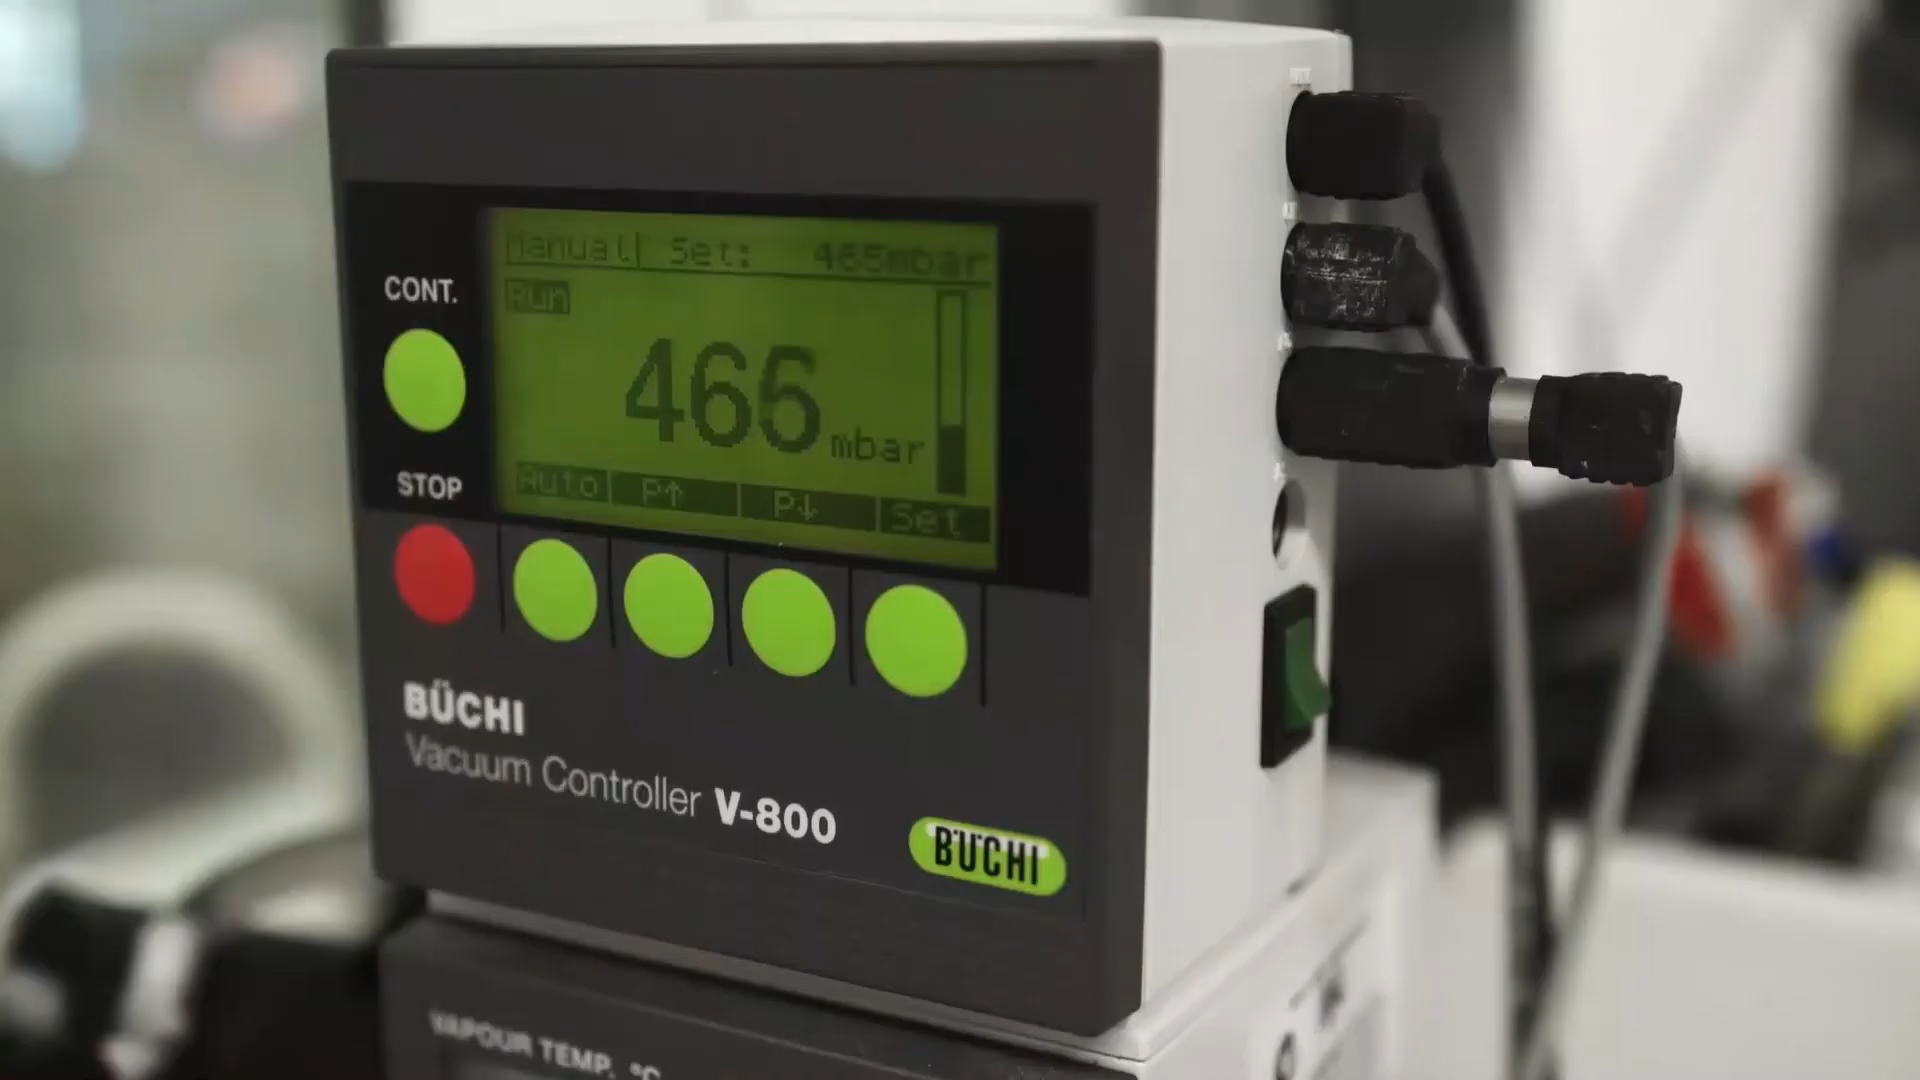 Manual Set: 465mbar
CONT.
Run
466 mbar
STOP
Auto P↑ P↓ Set
BÜCHI
Vacuum Controller V-800
BÜCHI
VAPOUR TEMP. °C